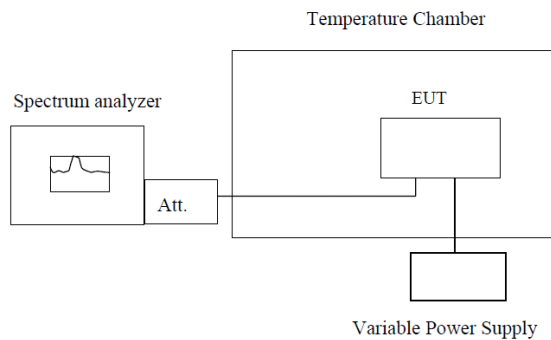 Temperature Chamber
Spectrum analyzer
EUT
Att.
Variable Power Supply